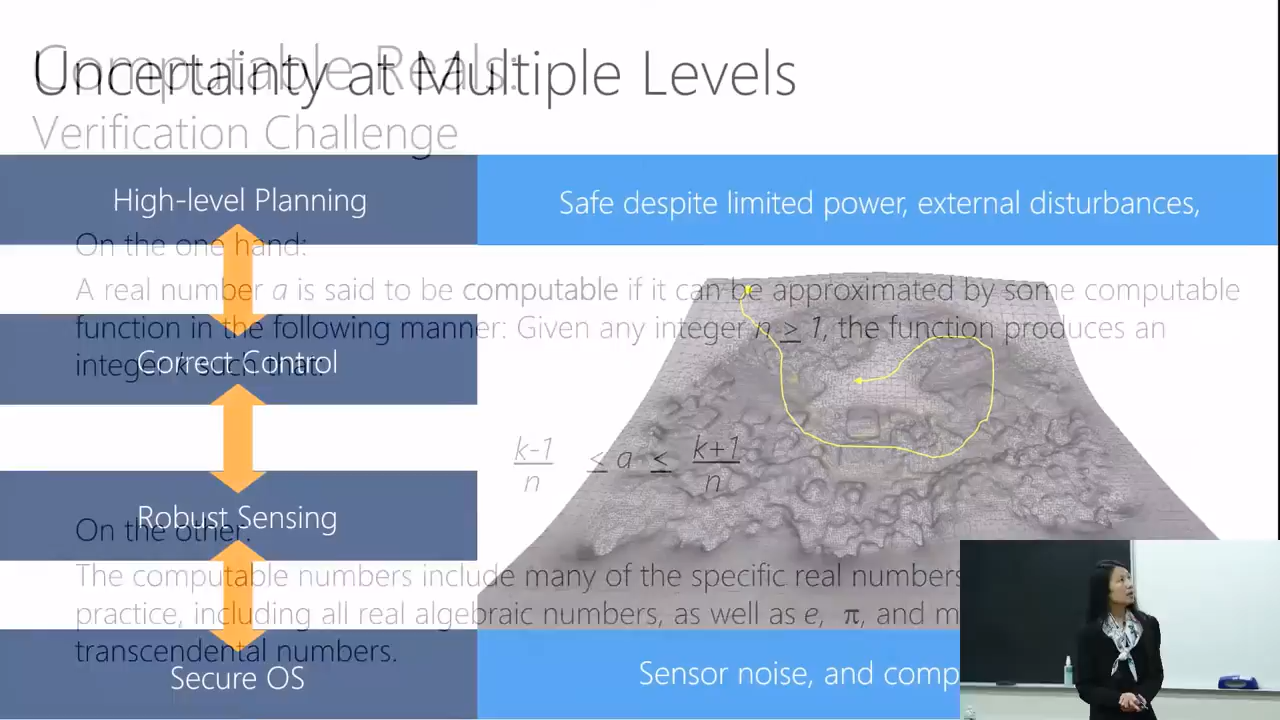 Uncertainty at Multiple Levels
Computable Reals:
Verification Challenge
High-level Planning
Safe despite limited power, external disturbances,
On the one hand:
A real number a is said to be computable if it can be approximated by some computable
function in the following manner: Given any integer n ≥ 1, the function produces an
integer k such that:
Correct Control
k-1
n
≤ a ≤
k+1
n
Robust Sensing
On the other:
The computable numbers include many of the specific real numbers
practice, including all real algebraic numbers, as well as e, π, and
transcendental numbers.
Secure OS
Sensor noise, and